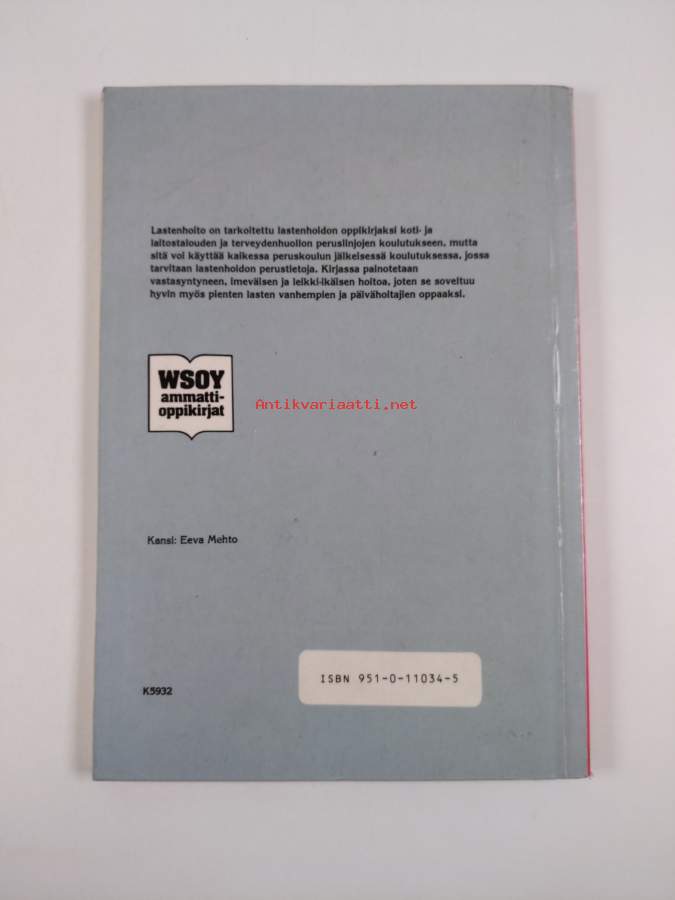 Lastenhoito on tarkoitettu lastenhoidon oppikirjaksi koti- ja
laitostalouden ja terveydenhuollon peruslinjojen koulutukseen, mutta
sitä voi käyttää kaikessa peruskoulun jälkeisessä koulutuksessa, jossa
tarvitaan lastenhoidon perustietoja. Kirjassa painotetaan
vastasyntyneen, imeväisen ja leikki-ikäisen hoitoa, joten se soveltuu
hyvin myös pienten lasten vanhempien ja päivähoitajien oppaaksi.
WSOY
ammatti-
oppikirjat
Antikvariaatti.net
Kansi: Eeva Mehto
ISBN 951-0-11034-5
K5932